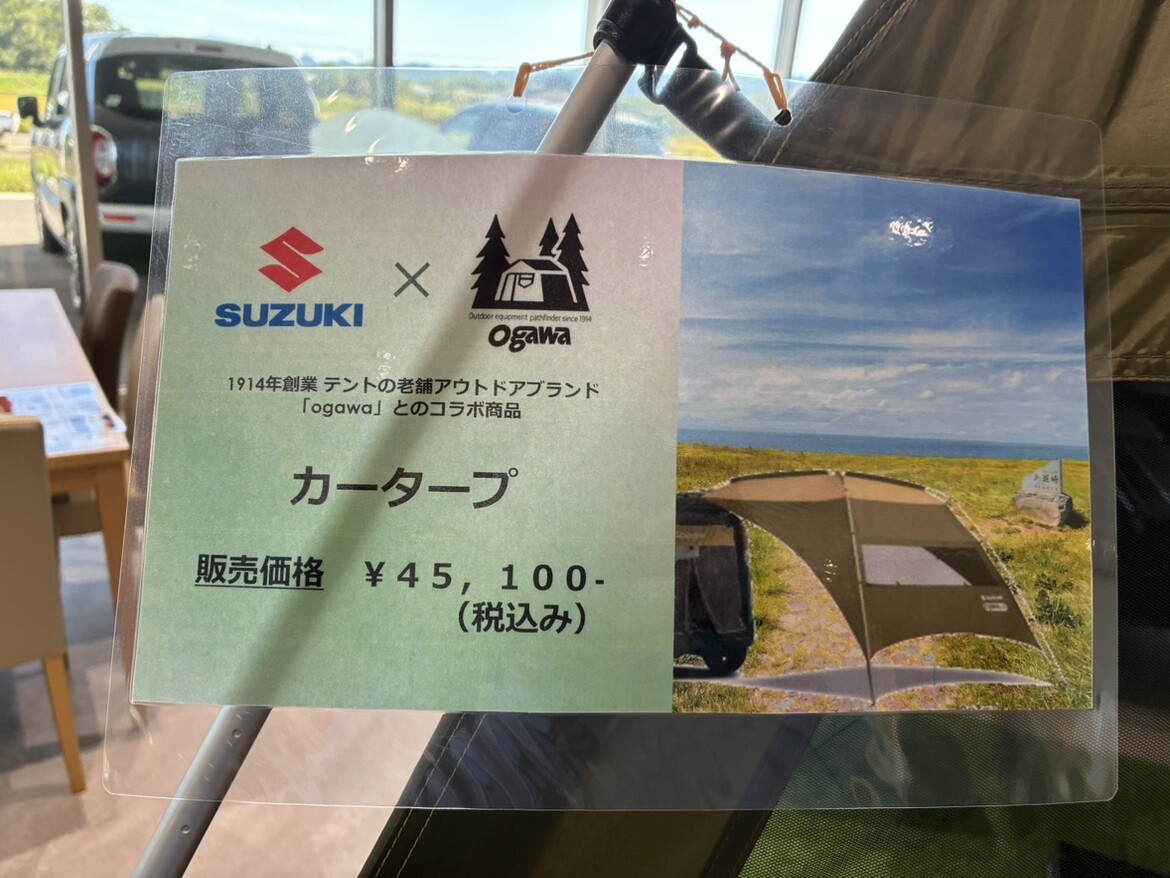 SUZUKI
×
Outdoor equipment pathfinder since 1914
ogawa
1914年創業 テントの老舗アウトドアブランド
「ogawa」とのコラボ商品
カータープ
販売価格 ￥４５，１００-
(税込み)